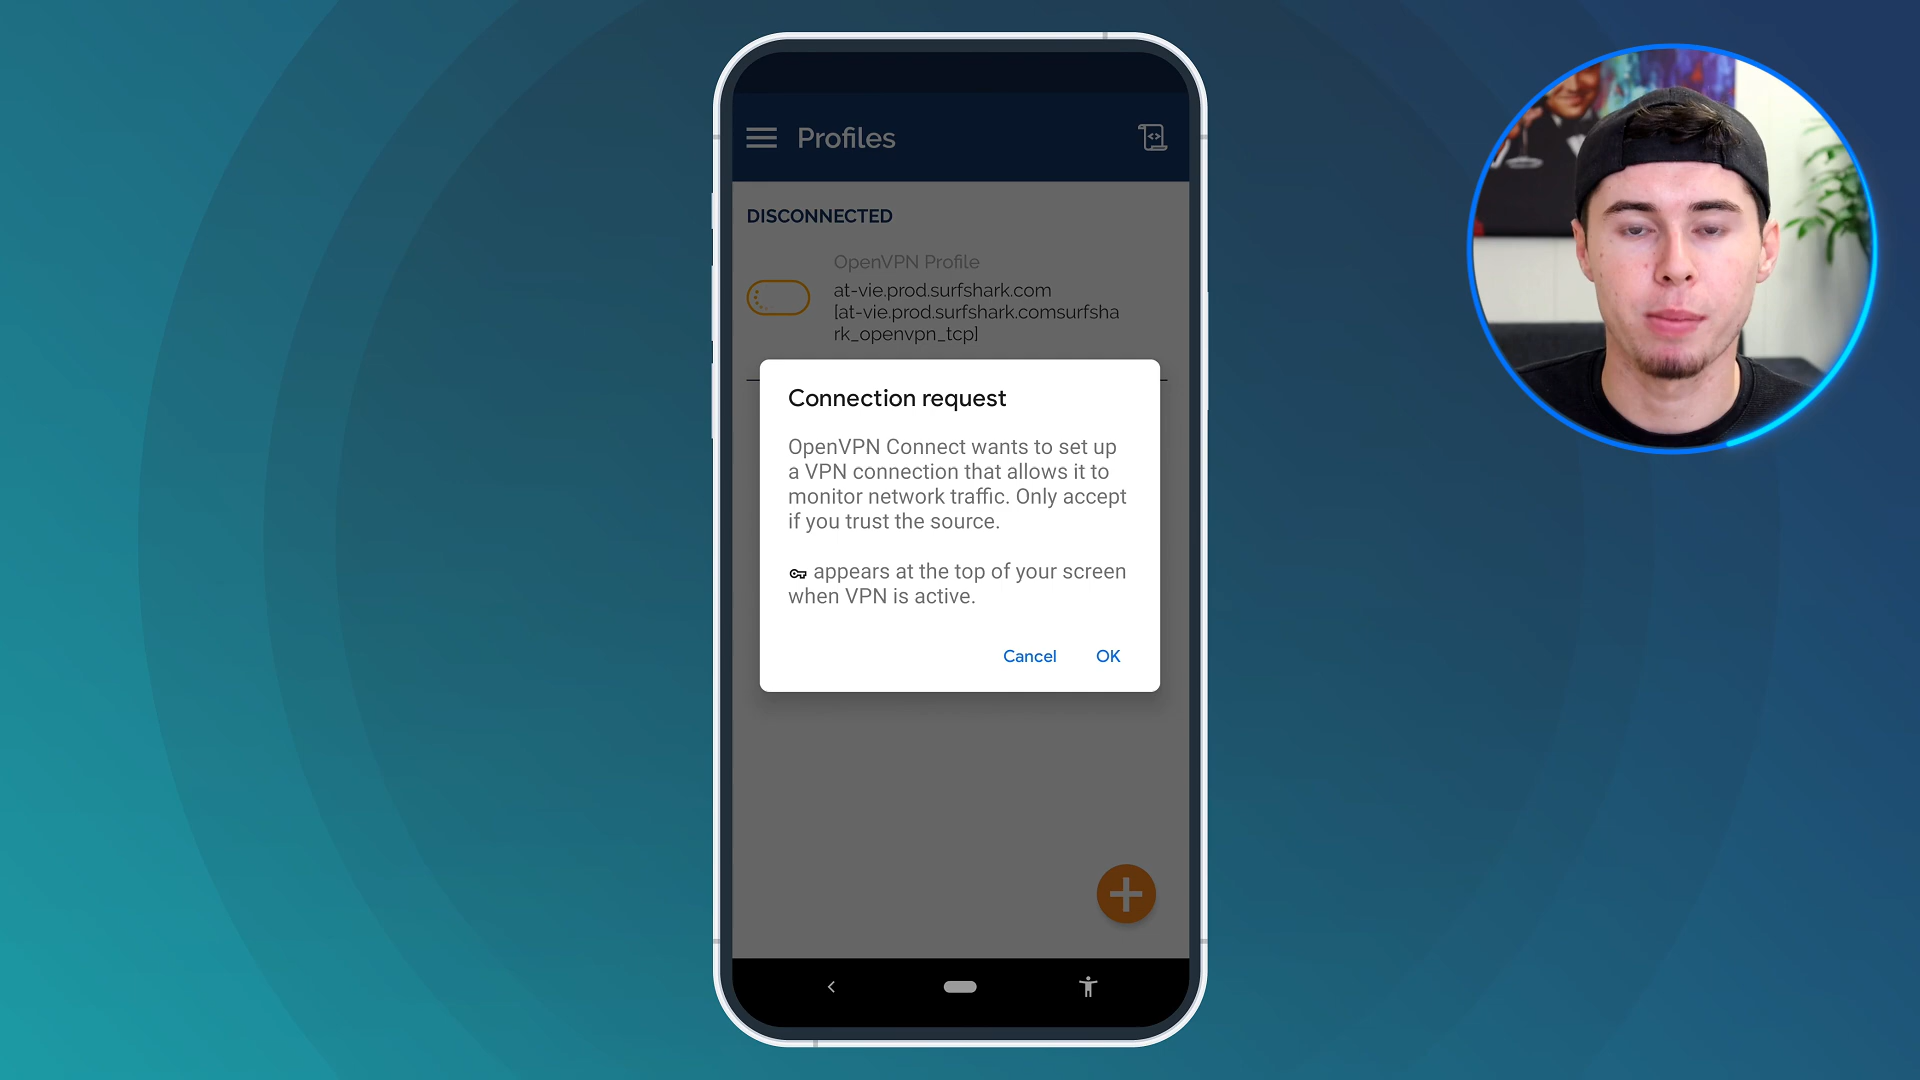 Profiles
DISCONNECTED
OpenVPN Profile
at-vie.prod.surfshark.com
[at-vie.prod.surfshark.comsurfsha
rk_openvpn_tcp]
Connection request
OpenVPN Connect wants to set up
a VPN connection that allows it to
monitor network traffic. Only accept
if you trust the source.
appears at the top of your screen
when VPN is active.
Cancel OK